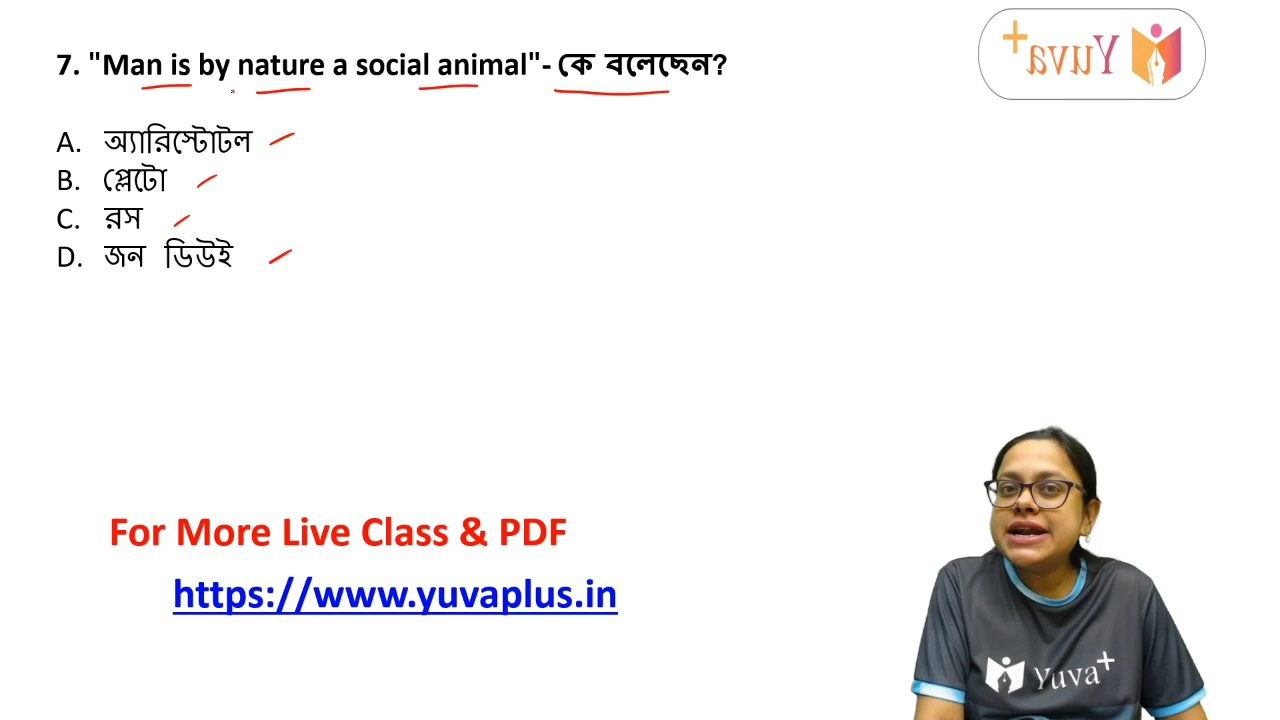 7. "Man is by nature a social animal"- কে বলেছেন?
Yuva+
A. অ্যারিস্টোটল
B. প্লেটো
C. রস
D. জন ডিউই
For More Live Class & PDF
https://www.yuvaplus.in
Yuva+